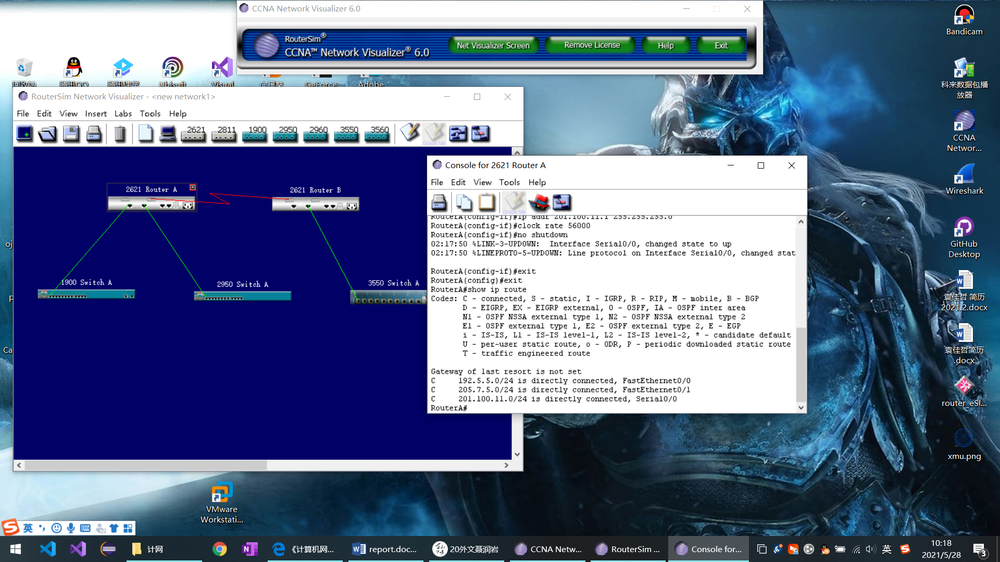 CCNA Network Visualizer 6.0
RouterSim®
CCNA™ Network Visualizer® 6.0
Net Visualizer Screen
Remove License
Help
Exit
Bandicam
回收站
腾讯QQ
腾讯课堂
Ubisoft
Visual
向日葵
GeForce
Adobe
科来数据包播
放器
RouterSim Network Visualizer - <new network1>
File Edit View Insert Labs Tools Help
2621 2811 1900 2950 2960 3550 3560
Grade Me
CCNA
Networ...
Console for 2621 Router A
File Edit View Tools Help
Grade Me
Wireshark
2621 Router A
2621 Router B
1900 Switch A
2950 Switch A
3550 Switch A
RouterA(config-if)#ip addr 201.100.11.1 255.255.255.0
RouterA(config-if)#clock rate 56000
RouterA(config-if)#no shutdown
02:17:50 %LINK-3-UPDOWN:  Interface Serial0/0, changed state to up
02:17:50 %LINEPROTO-5-UPDOWN: Line protocol on Interface Serial0/0, changed stat
RouterA(config-if)#exit
RouterA(config)#exit
RouterA#show ip route
Codes: C - connected, S - static, I - IGRP, R - RIP, M - mobile, B - BGP
D - EIGRP, EX - EIGRP external, O - OSPF, IA - OSPF inter area
N1 - OSPF NSSA external type 1, N2 - OSPF NSSA external type 2
E1 - OSPF external type 1, E2 - OSPF external type 2, E - EGP
i - IS-IS, L1 - IS-IS level-1, L2 - IS-IS level-2, * - candidate default
U - per-user static route, o - ODR, P - periodic downloaded static route
T - traffic engineered route
Gateway of last resort is not set
C     192.5.5.0/24 is directly connected, FastEthernet0/0
C     205.7.5.0/24 is directly connected, FastEthernet0/1
C     201.100.11.0/24 is directly connected, Serial0/0
RouterA#
oj
p
Ca
GitHub
Desktop
袁佳哲 简历
2021.2.docx
袁佳哲简历
.docx
router_eSI...
xmu.png
VMware
Workstati...
英
计网
《计算机网...
report.doc...
20外文聂润岩
CCNA Netw...
RouterSim ...
Console for...
英
10:18
2021/5/28
3